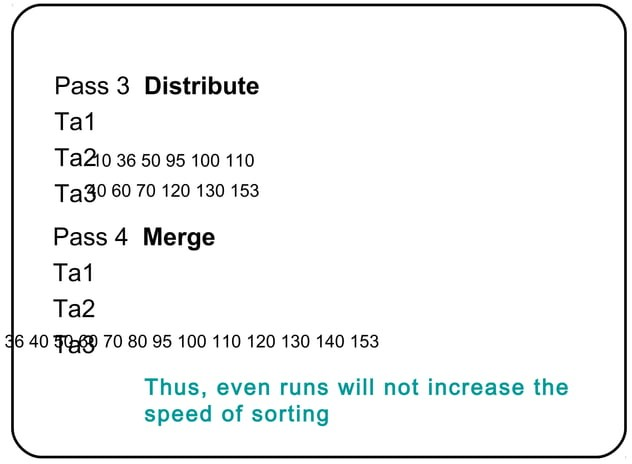 Pass 3 Distribute
Ta1
Ta2 10 36 50 95 100 110
Ta3 40 60 70 120 130 153
Pass 4 Merge
Ta1
Ta2
Ta3
36 40 50 60 70 80 95 100 110 120 130 140 153
Thus, even runs will not increase the
speed of sorting